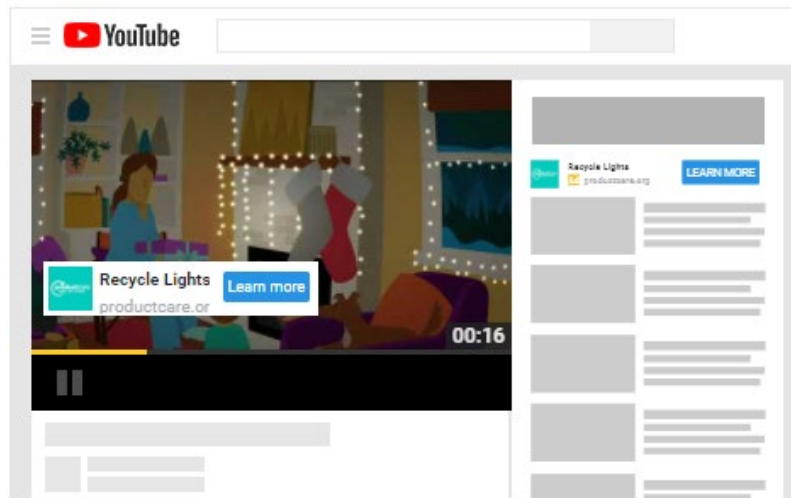 YouTube
Recycle Lights
Learn more
productcare.or
00:16
Recycle Lights
productcare.org
LEARN MORE